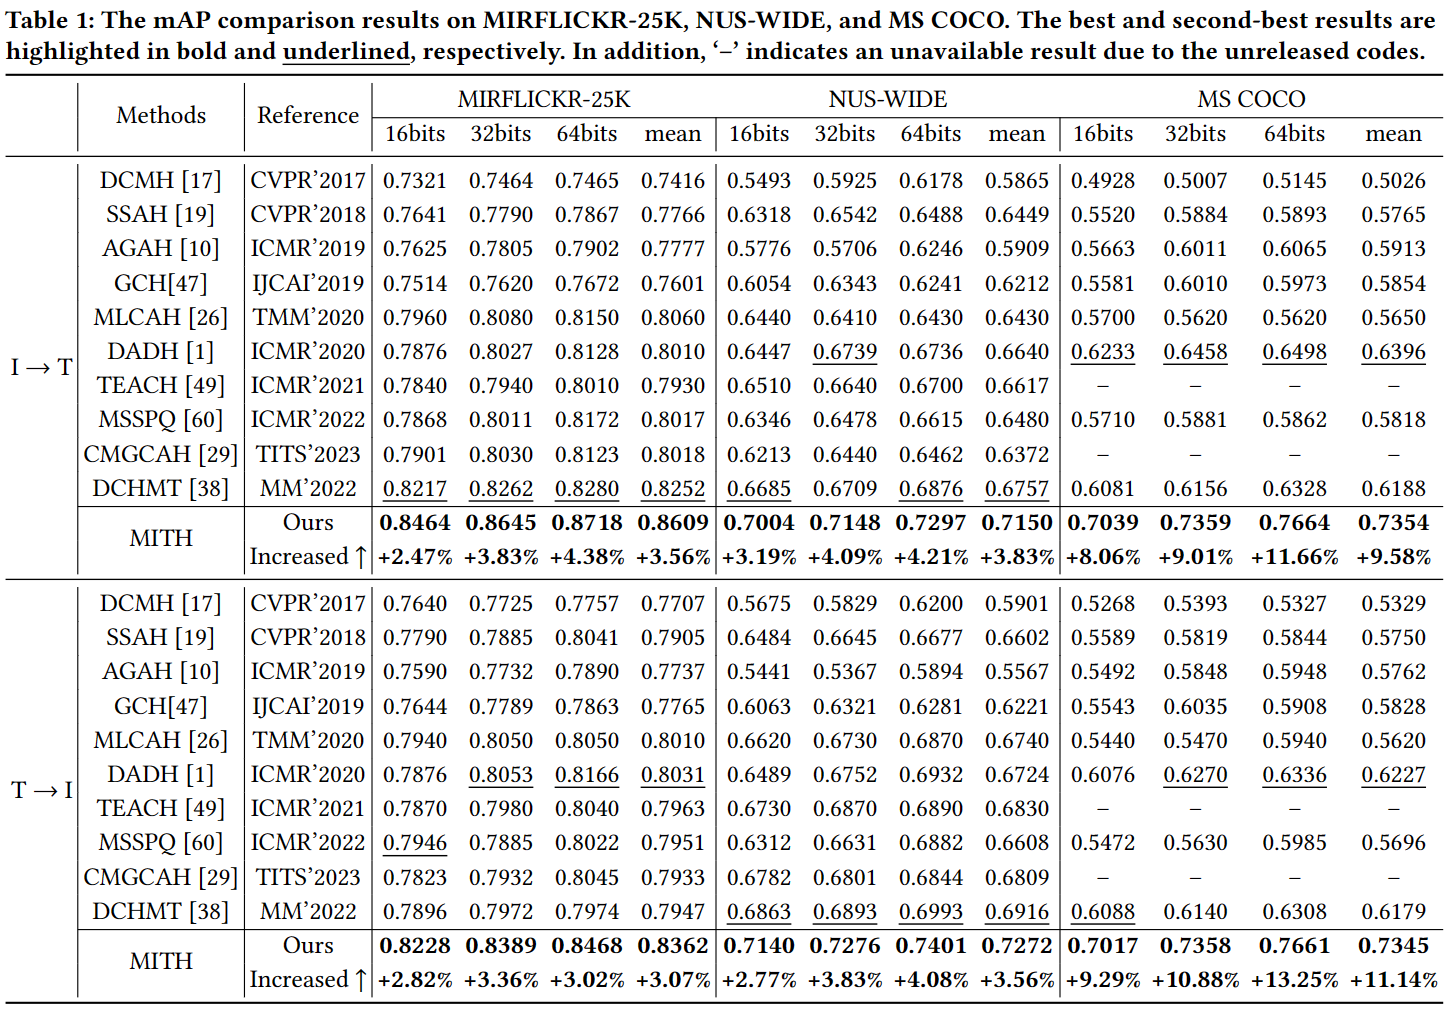 Table 1: The mAP comparison results on MIRFLICKR-25K, NUS-WIDE, and MS COCO. The best and second-best results are
highlighted in bold and underlined, respectively. In addition, ‘–’ indicates an unavailable result due to the unreleased codes.
Methods Reference MIRFLICKR-25K NUS-WIDE MS COCO
16bits 32bits 64bits mean 16bits 32bits 64bits mean 16bits 32bits 64bits mean
I → T
DCMH [17] CVPR’2017 0.7321 0.7464 0.7465 0.7416 0.5493 0.5925 0.6178 0.5865 0.4928 0.5007 0.5145 0.5026
SSAH [19] CVPR’2018 0.7641 0.7790 0.7867 0.7766 0.6318 0.6542 0.6488 0.6449 0.5520 0.5884 0.5893 0.5765
AGAH [10] ICMR’2019 0.7625 0.7805 0.7902 0.7777 0.5776 0.5706 0.6246 0.5909 0.5663 0.6011 0.6065 0.5913
GCH[47] IJCAI’2019 0.7514 0.7620 0.7672 0.7601 0.6054 0.6343 0.6241 0.6212 0.5581 0.6010 0.5973 0.5854
MLCAH [26] TMM’2020 0.7960 0.8080 0.8150 0.8060 0.6440 0.6410 0.6430 0.6430 0.5700 0.5620 0.5620 0.5650
DADH [1] ICMR’2020 0.7876 0.8027 0.8128 0.8010 0.6447 0.6739 0.6736 0.6640 0.6233 0.6458 0.6498 0.6396
TEACH [49] ICMR’2021 0.7840 0.7940 0.8010 0.7930 0.6510 0.6640 0.6700 0.6617 – – – –
MSSPQ [60] ICMR’2022 0.7868 0.8011 0.8172 0.8017 0.6346 0.6478 0.6615 0.6480 0.5710 0.5881 0.5862 0.5818
CMGCAH [29] TITS’2023 0.7901 0.8030 0.8123 0.8018 0.6213 0.6440 0.6462 0.6372 – – – –
DCHMT [38] MM’2022 0.8217 0.8262 0.8280 0.8252 0.6685 0.6709 0.6876 0.6757 0.6081 0.6156 0.6328 0.6188
MITH Ours 0.8464 0.8645 0.8718 0.8609 0.7004 0.7148 0.7297 0.7150 0.7039 0.7359 0.7664 0.7354
Increased ↑ +2.47% +3.83% +4.38% +3.56% +3.19% +4.09% +4.21% +3.83% +8.06% +9.01% +11.66% +9.58%
T → I
DCMH [17] CVPR’2017 0.7640 0.7725 0.7757 0.7707 0.5675 0.5829 0.6200 0.5901 0.5268 0.5393 0.5327 0.5329
SSAH [19] CVPR’2018 0.7790 0.7885 0.8041 0.7905 0.6484 0.6645 0.6677 0.6602 0.5589 0.5819 0.5844 0.5750
AGAH [10] ICMR’2019 0.7590 0.7732 0.7890 0.7737 0.5441 0.5367 0.5894 0.5567 0.5492 0.5848 0.5948 0.5762
GCH[47] IJCAI’2019 0.7644 0.7789 0.7863 0.7765 0.6063 0.6321 0.6281 0.6221 0.5543 0.6035 0.5908 0.5828
MLCAH [26] TMM’2020 0.7940 0.8050 0.8050 0.8010 0.6620 0.6730 0.6870 0.6740 0.5440 0.5470 0.5940 0.5620
DADH [1] ICMR’2020 0.7876 0.8053 0.8166 0.8031 0.6489 0.6752 0.6932 0.6724 0.6076 0.6270 0.6336 0.6227
TEACH [49] ICMR’2021 0.7870 0.7980 0.8040 0.7963 0.6730 0.6870 0.6890 0.6830 – – – –
MSSPQ [60] ICMR’2022 0.7946 0.7885 0.8022 0.7951 0.6312 0.6631 0.6882 0.6608 0.5472 0.5630 0.5985 0.5696
CMGCAH [29] TITS’2023 0.7823 0.7932 0.8045 0.7933 0.6782 0.6801 0.6844 0.6809 – – – –
DCHMT [38] MM’2022 0.7896 0.7972 0.7974 0.7947 0.6863 0.6893 0.6993 0.6916 0.6088 0.6140 0.6308 0.6179
MITH Ours 0.8228 0.8389 0.8468 0.8362 0.7140 0.7276 0.7401 0.7272 0.7017 0.7358 0.7661 0.7345
Increased ↑ +2.82% +3.36% +3.02% +3.07% +2.77% +3.83% +4.08% +3.56% +9.29% +10.88% +13.25% +11.14%